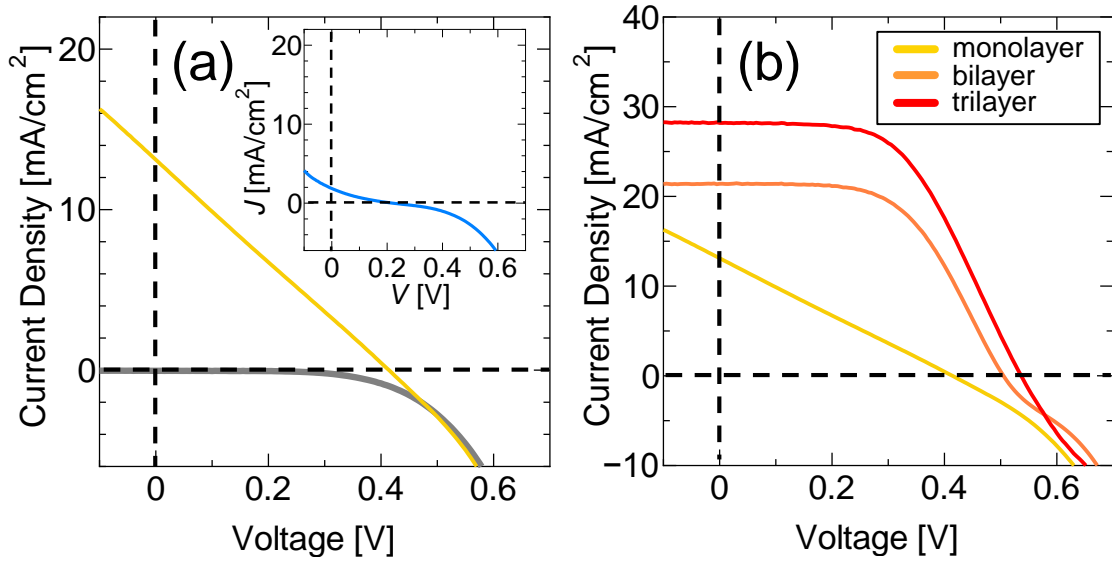 (a)
Current Density [mA/cm²]
20
10
0
0
0.2
0.4
0.6
Voltage [V]
J [mA/cm²]
20
10
0
0
0.2
0.4
0.6
V [V]
(b)
Current Density [mA/cm²]
40
30
20
10
0
−10
0
0.2
0.4
0.6
Voltage [V]
monolayer
bilayer
trilayer